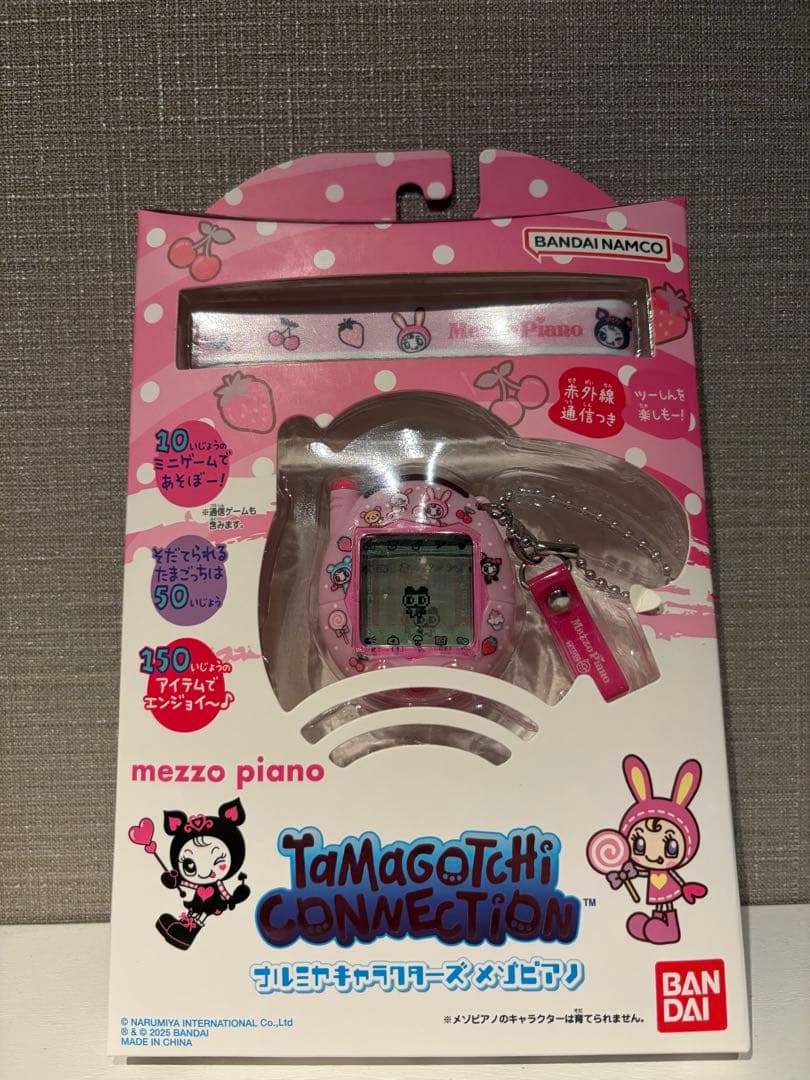 BANDAI NAMCO
Mezzo Piano
赤外線
通信つき
ツーしんを
楽しもー!
10いじょうの
ミニゲームで
あそぼー!
※通信ゲームも
含みます。
そだてられる
たまごっちは
50いじょう
150いじょうの
アイテムで
エンジョイ〜♪
Mezzo Piano
mezzo piano
TAMAGOTCHI
CONNECTION™
ナルミヤキャラクターズ メゾピアノ
© NARUMIYA INTERNATIONAL Co.,Ltd
® & © 2025 BANDAI
MADE IN CHINA
※メゾピアノのキャラクターは育てられません。
BAN
DAI